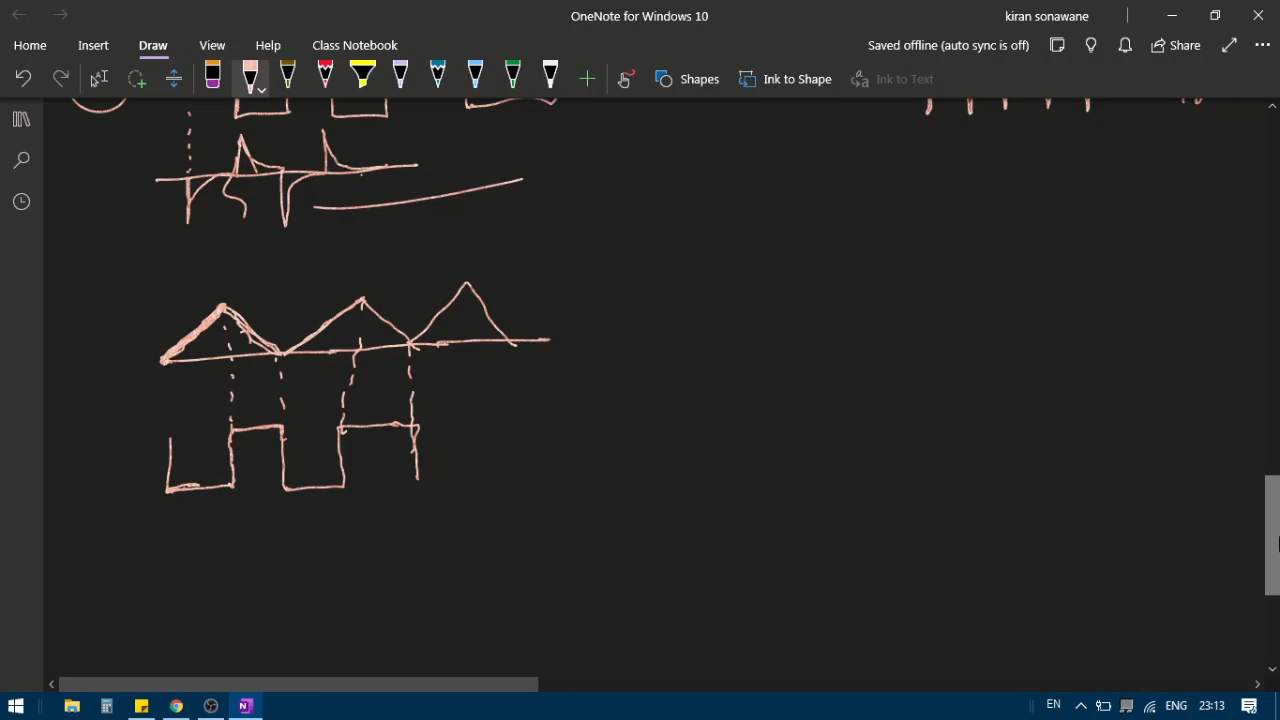 OneNote for Windows 10
kiran sonawane
Home Insert Draw View Help Class Notebook
Saved offline (auto sync is off)
Share
Shapes
Ink to Shape
Ink to Text
EN
ENG
23:13